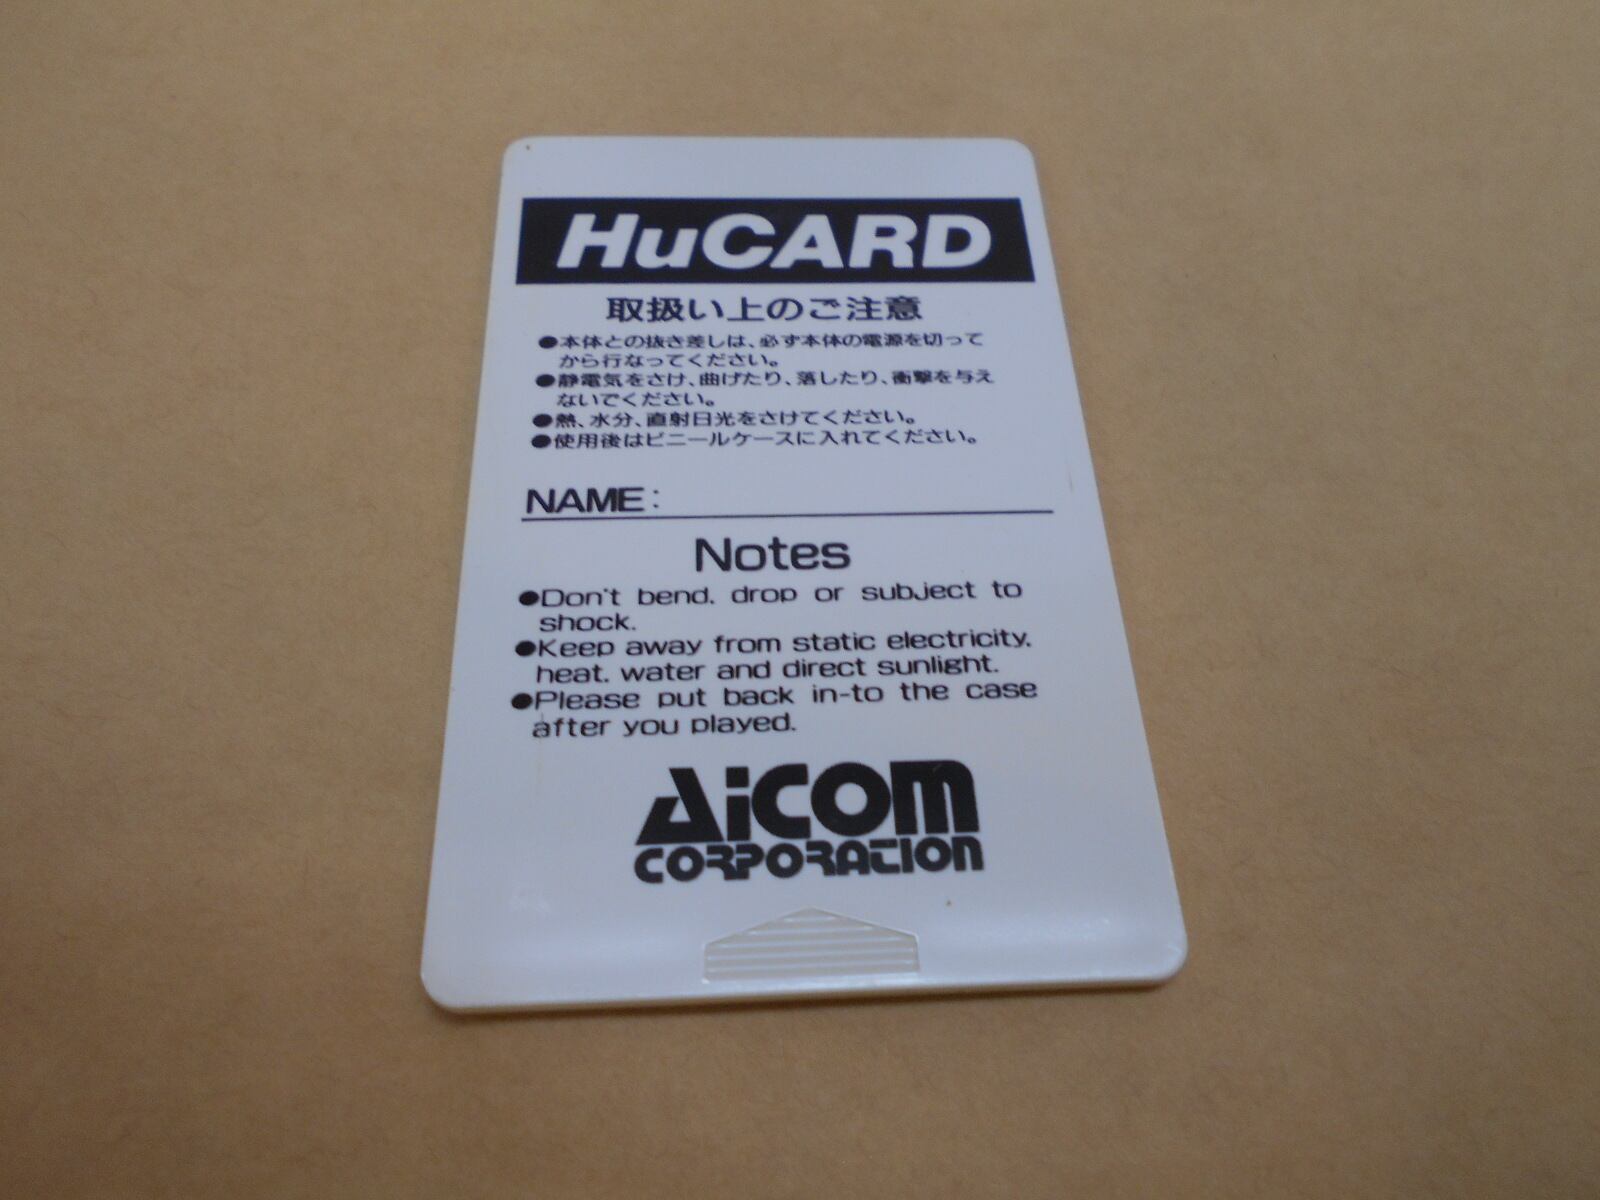 HuCARD
取扱い上のご注意
●本体との抜き差しは、必ず本体の電源を切って
から行なってください。
●静電気をさけ、曲げたり、落したり、衝撃を与え
ないでください。
●熱、水分、直射日光をさけてください。
●使用後はビニールケースに入れてください。
NAME:
Notes
●Don't bend. drop or subject to
shock.
●Keep away from static electricity.
heat. water and direct sunlight.
●Please put back in-to the case
after you played.
AiCOM
CORPORATION